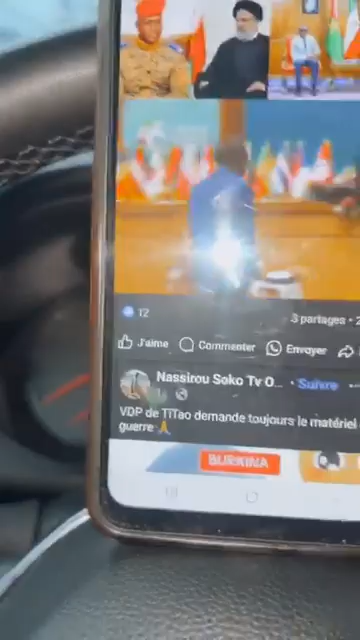 12
3 partages •
J'aime
Commenter
Envoyer
Nassirou Soko Tv O... • Suivre ...
VDP de TiTao demande toujours le matériel
guerre 🙏
BURKINA